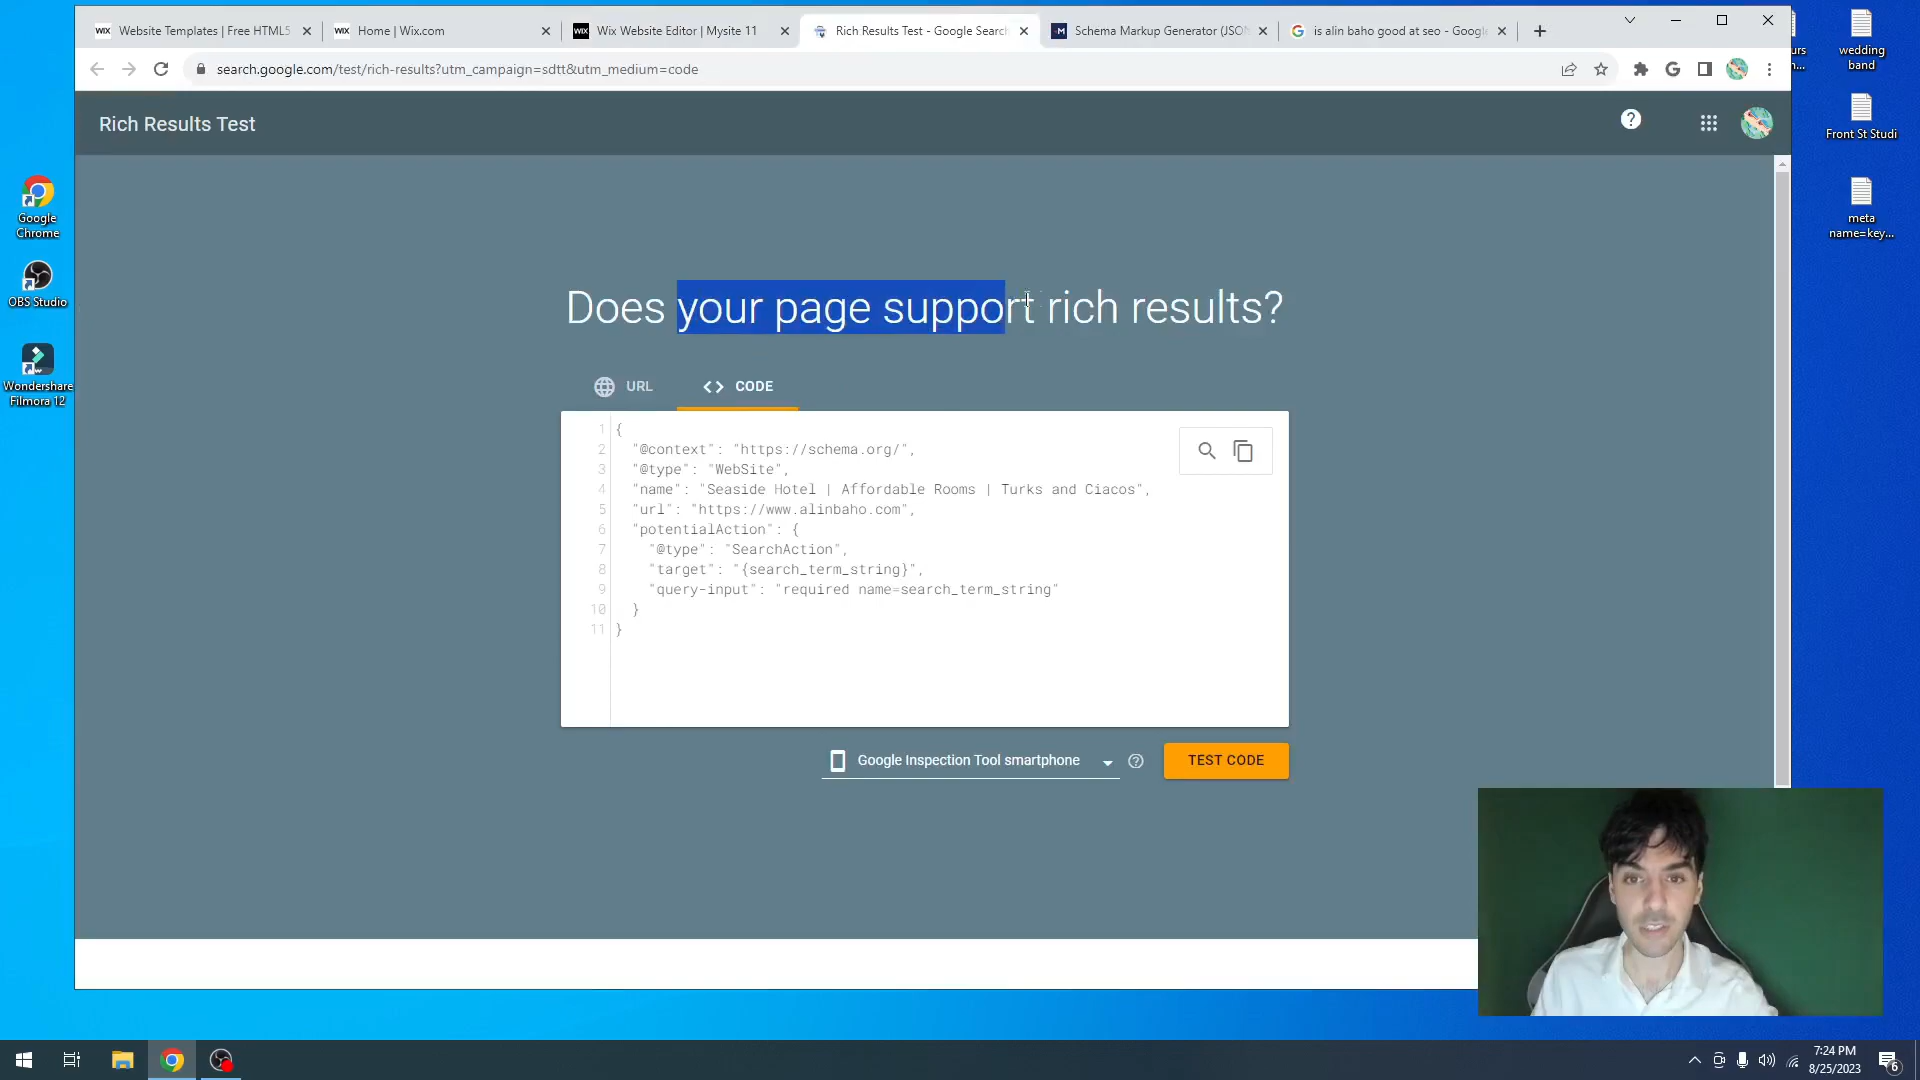 Website Templates | Free HTML5
Home | Wix.com
Wix Website Editor | Mysite 11
Rich Results Test - Google Search
Schema Markup Generator (JSON
is alin baho good at seo - Google
search.google.com/test/rich-results?utm_campaign=sdtt&utm_medium=code
Rich Results Test
Google
Chrome
OBS Studio
Wondershare
Filmora 12
wedding
band
Front St Studi
meta
name=key...
Does your page support rich results?
URL
CODE
1 {
2 "@context": "https://schema.org/",
3 "@type": "WebSite",
4 "name": "Seaside Hotel | Affordable Rooms | Turks and Ciacos",
5 "url": "https://www.alinbaho.com",
6 "potentialAction": {
7 "@type": "SearchAction",
8 "target": "{search_term_string}",
9 "query-input": "required name=search_term_string"
10 }
11 }
Google Inspection Tool smartphone
TEST CODE
7:24 PM
8/25/2023
6